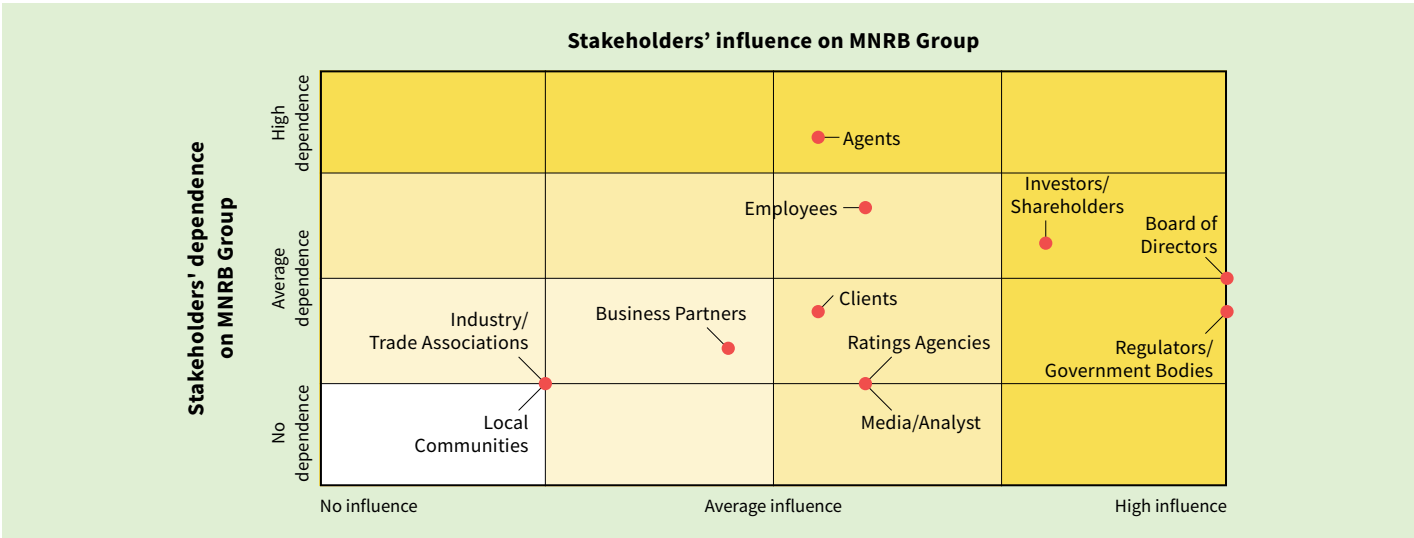 Stakeholders’ influence on MNRB Group
Stakeholders' dependence
on MNRB Group
High
dependence
Average
dependence
No
dependence
Agents
Employees
Investors/
Shareholders
Board of
Directors
Clients
Business Partners
Industry/
Trade Associations
Ratings Agencies
Regulators/
Government Bodies
Local
Communities
Media/Analyst
No influence
Average influence
High influence